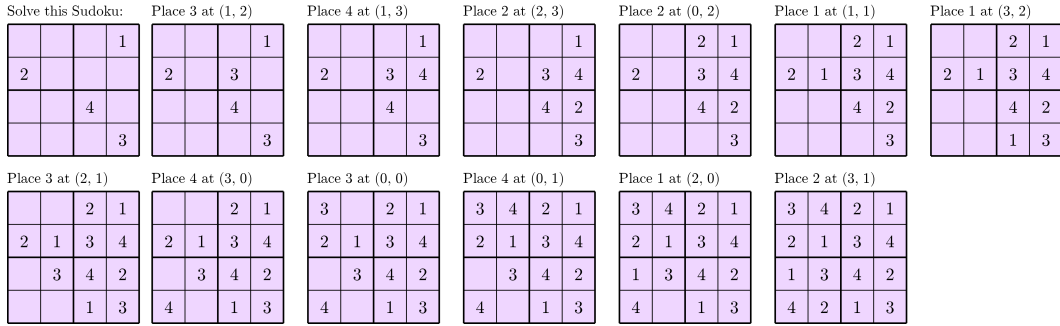 Solve this Sudoku: Place 3 at (1, 2) Place 4 at (1, 3) Place 2 at (2, 3) Place 2 at (0, 2) Place 1 at (1, 1) Place 1 at (3, 2)
1 1 1 1 2 1 2 1 2 1
2 2 3 2 3 4 2 3 4 2 3 4 2 1 3 4 2 1 3 4
4 4 4 4 2 4 2 4 2 4 2
3 3 3 3 3 3 1 3
Place 3 at (2, 1) Place 4 at (3, 0) Place 3 at (0, 0) Place 4 at (0, 1) Place 1 at (2, 0) Place 2 at (3, 1)
2 1 2 1 3 2 1 3 4 2 1 3 4 2 1 3 4 2 1
2 1 3 4 2 1 3 4 2 1 3 4 2 1 3 4 2 1 3 4 2 1 3 4
3 4 2 3 4 2 3 4 2 3 4 2 1 3 4 2 1 3 4 2
1 3 4 1 3 4 1 3 4 1 3 4 1 3 4 2 1 3